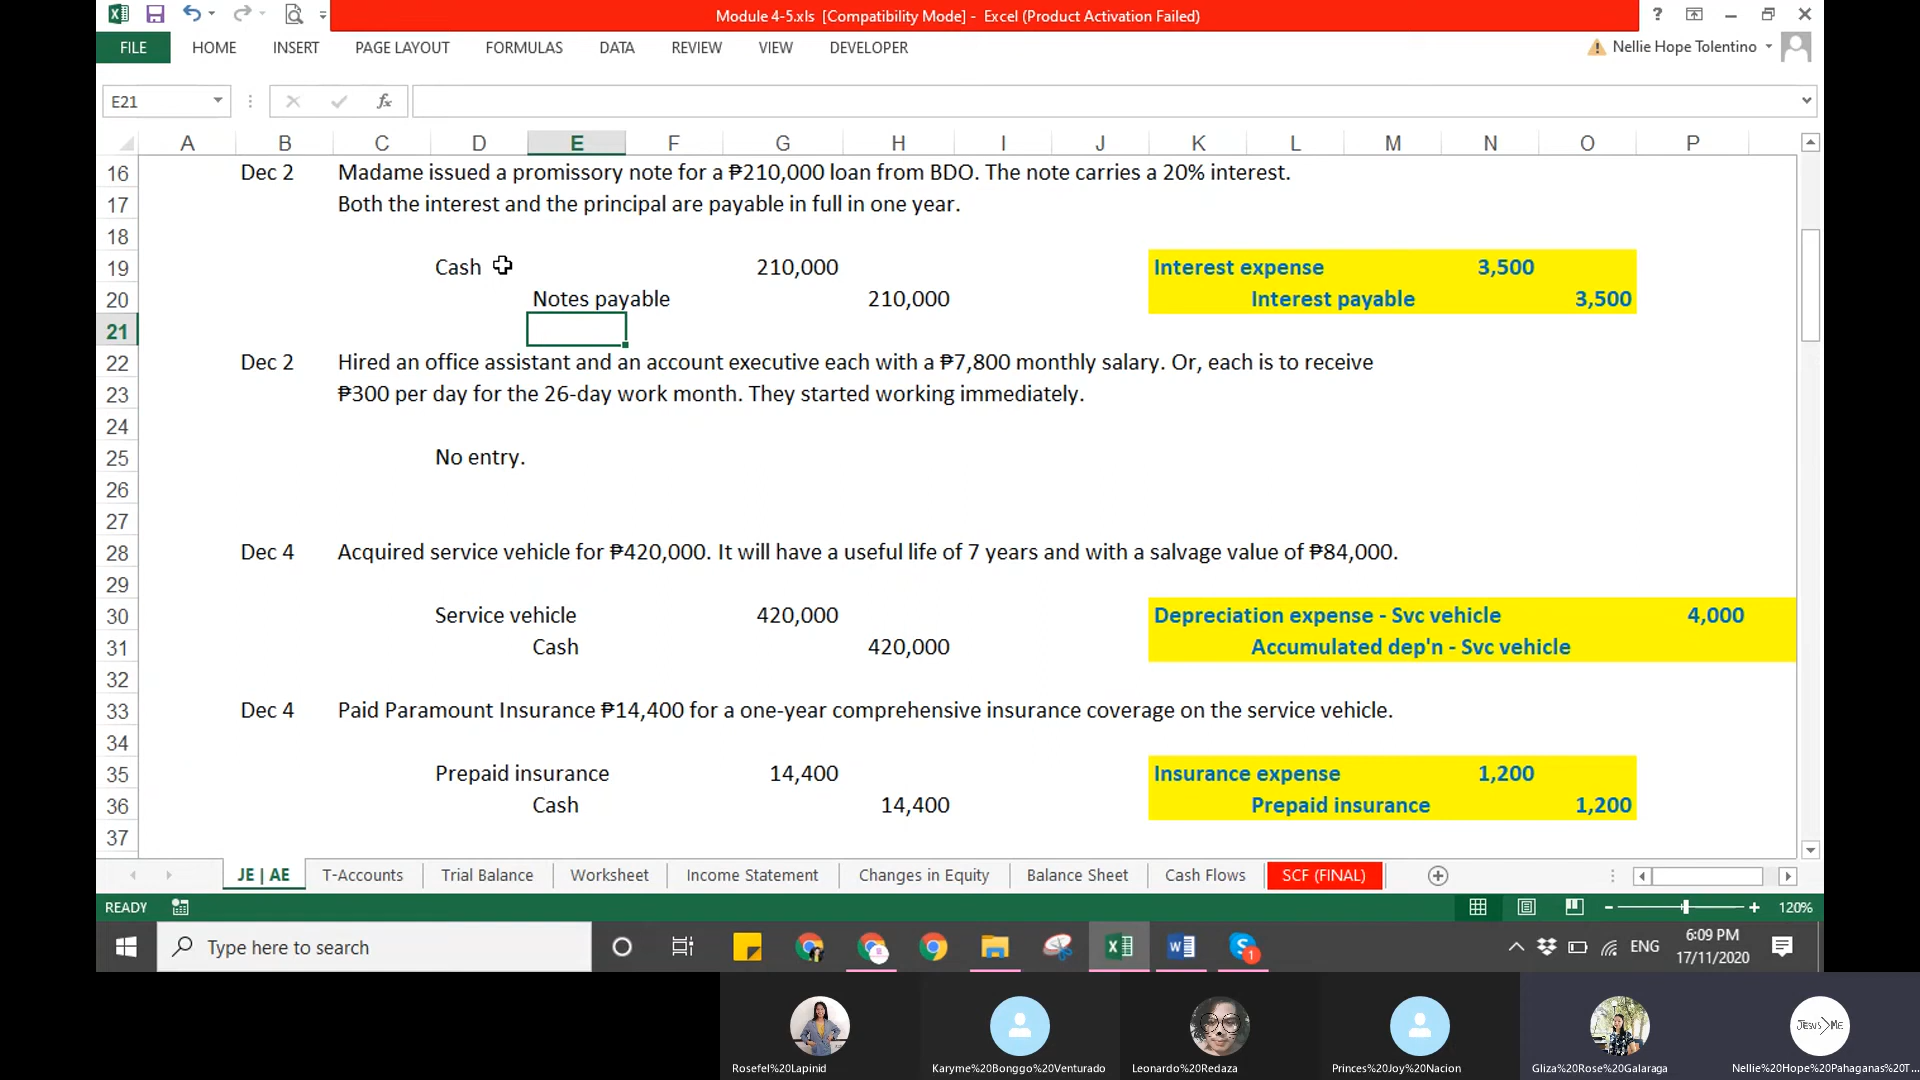 Module 4-5.xls  [Compatibility Mode] -  Excel (Product Activation Failed)
?
FILE HOME INSERT PAGE LAYOUT FORMULAS DATA REVIEW VIEW DEVELOPER
Nellie Hope Tolentino
E21
fx
A B C D E F G H I J K L M N O P
16 Dec 2 Madame issued a promissory note for a ₱210,000 loan from BDO. The note carries a 20% interest.
17 Both the interest and the principal are payable in full in one year.
18
19 Cash 210,000 Interest expense 3,500
20 Notes payable 210,000 Interest payable 3,500
21
22 Dec 2 Hired an office assistant and an account executive each with a ₱7,800 monthly salary. Or, each is to receive
23 ₱300 per day for the 26-day work month. They started working immediately.
24
25 No entry.
26
27
28 Dec 4 Acquired service vehicle for ₱420,000. It will have a useful life of 7 years and with a salvage value of ₱84,000.
29
30 Service vehicle 420,000 Depreciation expense - Svc vehicle 4,000
31 Cash 420,000 Accumulated dep'n - Svc vehicle
32
33 Dec 4 Paid Paramount Insurance ₱14,400 for a one-year comprehensive insurance coverage on the service vehicle.
34
35 Prepaid insurance 14,400 Insurance expense 1,200
36 Cash 14,400 Prepaid insurance 1,200
37
JE | AE T-Accounts Trial Balance Worksheet Income Statement Changes in Equity Balance Sheet Cash Flows SCF (FINAL)
READY 120%
Type here to search
1
ENG
6:09 PM
17/11/2020
JESUS>ME
Rosefel%20Lapinid Karyme%20Bonggo%20Venturado Leonardo%20Redaza Princes%20Joy%20Nacion Gliza%20Rose%20Galaraga Nellie%20Hope%20Pahaganas%20T...